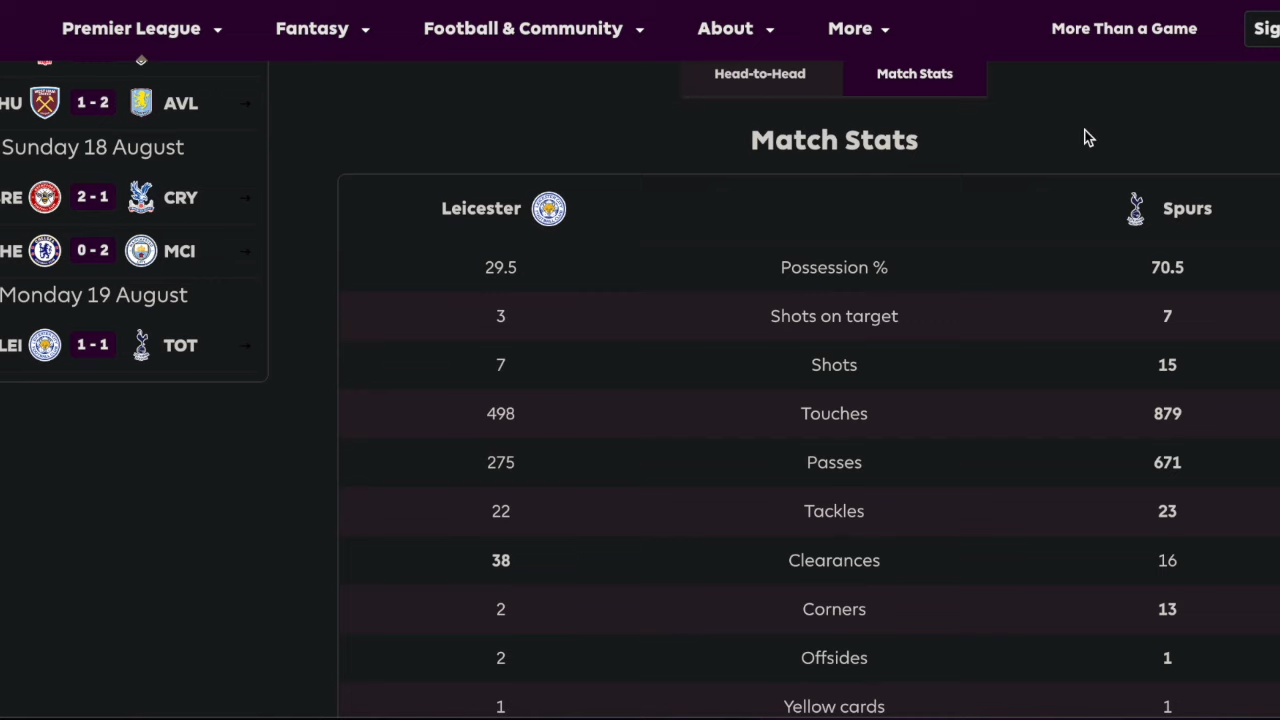 Premier League Fantasy Football & Community About More More Than a Game Sig
Head-to-Head Match Stats
HU 1 - 2 AVL
Sunday 18 August
RE 2 - 1 CRY
HE 0 - 2 MCI
Monday 19 August
LEI 1 - 1 TOT
Match Stats
Leicester Spurs
29.5 Possession % 70.5
3 Shots on target 7
7 Shots 15
498 Touches 879
275 Passes 671
22 Tackles 23
38 Clearances 16
2 Corners 13
2 Offsides 1
1 Yellow cards 1